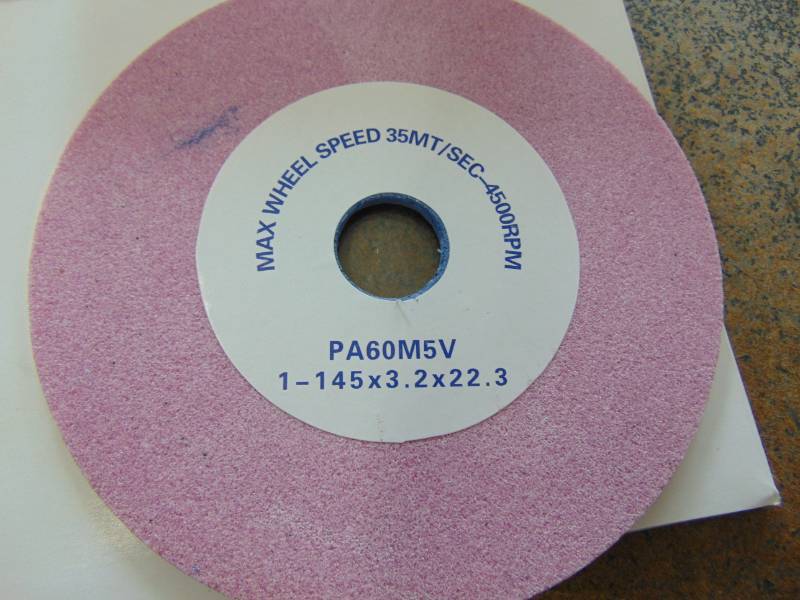 MAX WHEEL SPEED 35MT/SEC-4500RPM
PA60M5V
1-145x3.2x22.3